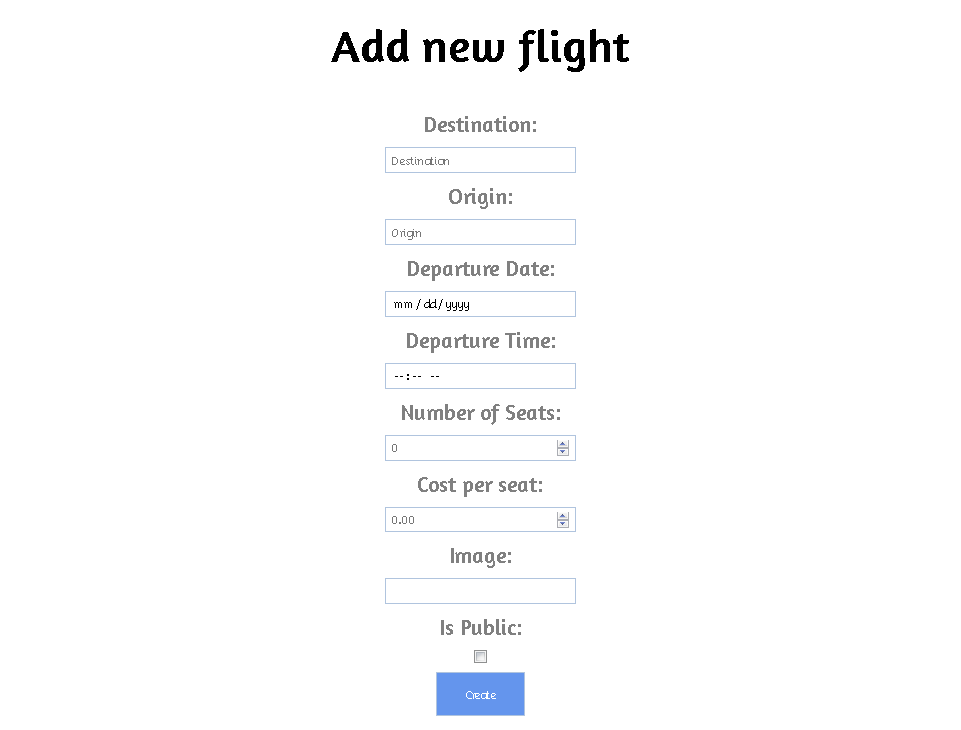 Add new flight
Destination:
Destination
Origin:
Origin
Departure Date:
mm/dd/yyyy
Departure Time:
--:-- --
Number of Seats:
0
Cost per seat:
0.00
Image:
Is Public:
Create